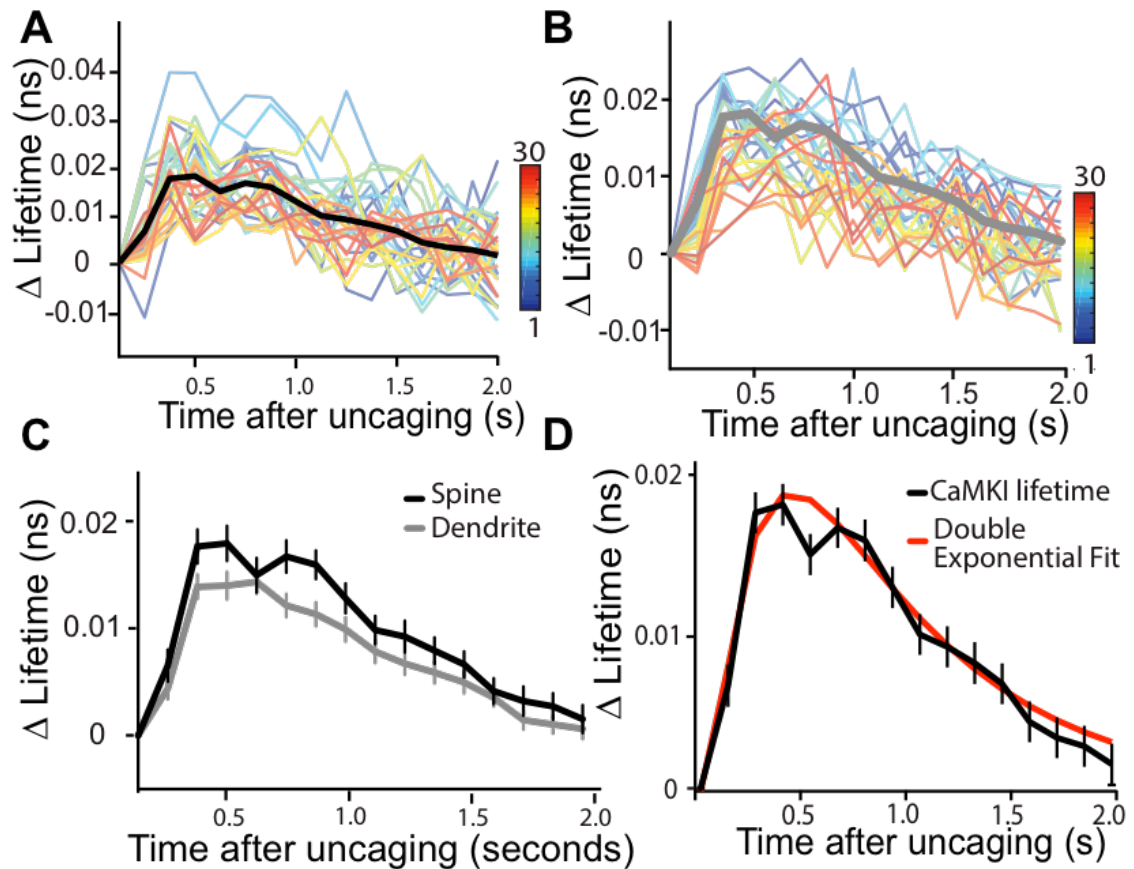 A
Δ Lifetime (ns)
0.04
0.03
0.02
0.01
0
-0.01
0.5
1.0
1.5
2.0
Time after uncaging (s)
30
1
B
Δ Lifetime (ns)
0.02
0.01
0
-0.01
0.5
1.0
1.5
2.0
Time after uncaging (s)
30
1
C
Δ Lifetime (ns)
0.02
0.01
0
0.5
1.0
1.5
2.0
Time after uncaging (seconds)
Spine
Dendrite
D
Δ Lifetime (ns)
0.02
0.01
0
0.5
1.0
1.5
2.0
Time after uncaging (s)
CaMKI lifetime
Double
Exponential Fit